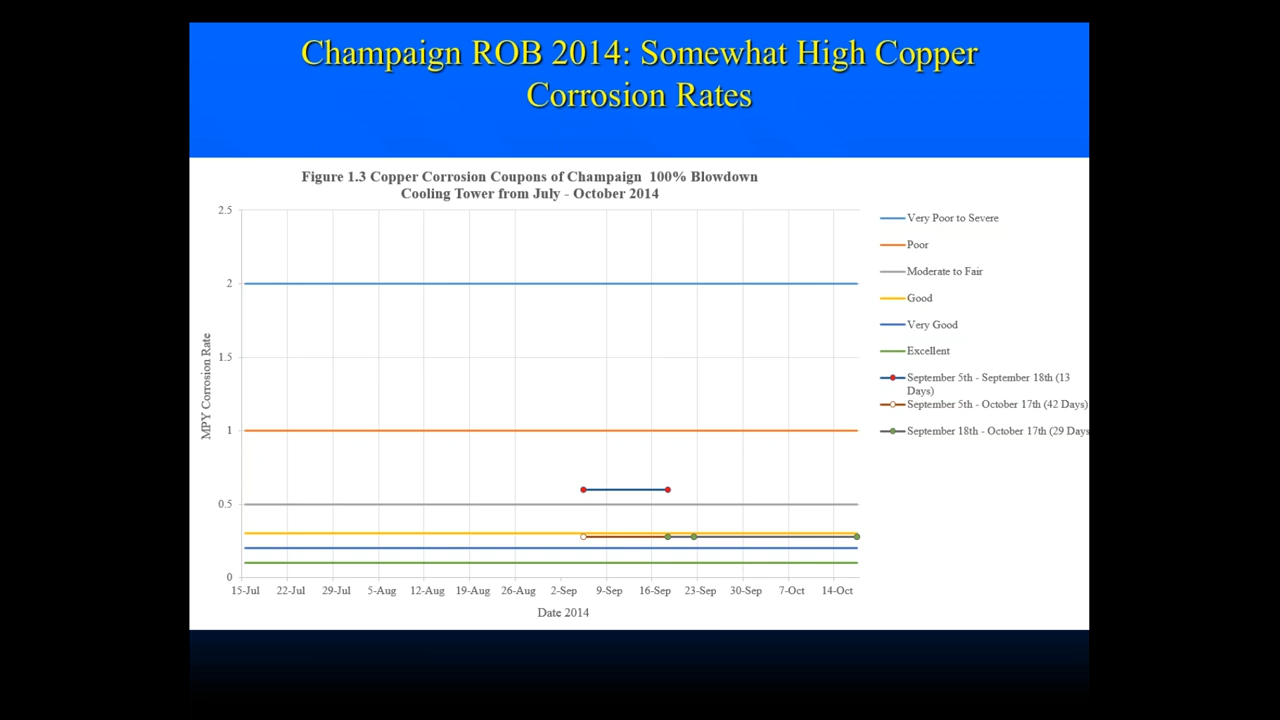 Champaign ROB 2014: Somewhat High Copper
Corrosion Rates
Figure 1.3 Copper Corrosion Coupons of Champaign 100% Blowdown
Cooling Tower from July - October 2014
2.5
2
1.5
1
0.5
0
MPY Corrosion Rate
15-Jul
22-Jul
29-Jul
5-Aug
12-Aug
19-Aug
26-Aug
2-Sep
9-Sep
16-Sep
23-Sep
30-Sep
7-Oct
14-Oct
Date 2014
Very Poor to Severe
Poor
Moderate to Fair
Good
Very Good
Excellent
September 5th - September 18th (13
Days)
September 5th - October 17th (42 Days)
September 18th - October 17th (29 Days